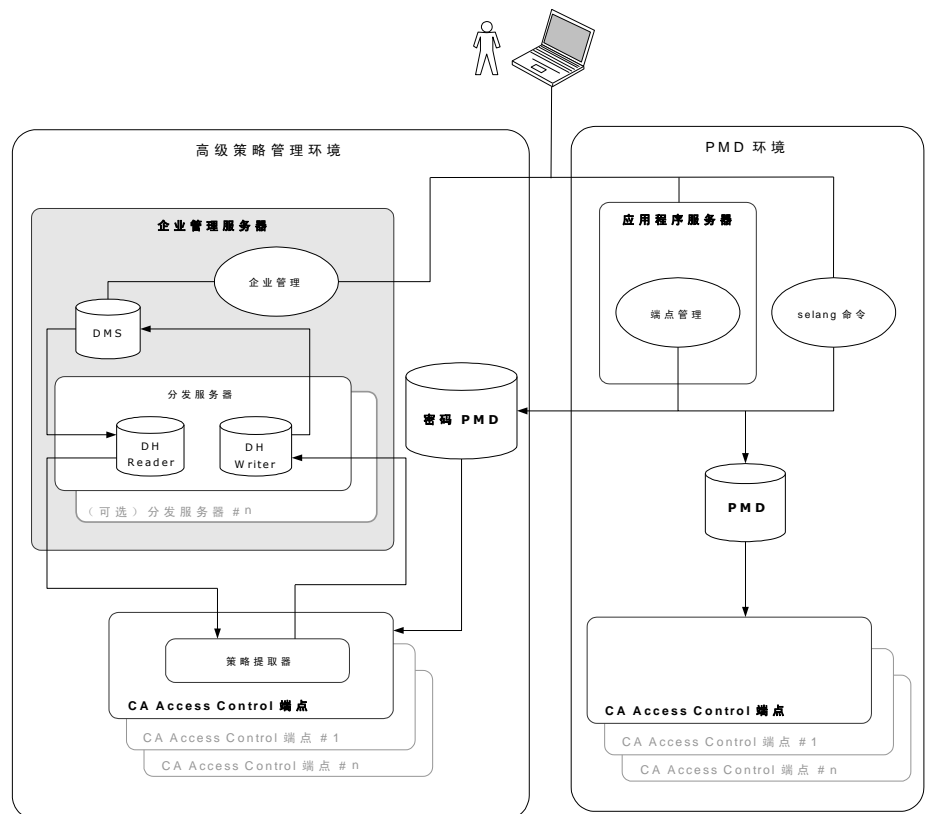 高级策略管理环境
PMD 环境
企业管理服务器
企业管理
DMS
分发服务器
DH
Reader
DH
Writer
(可选) 分发服务器 #n
密码 PMD
应用程序服务器
端点管理
selang 命令
PMD
策略提取器
CA Access Control 端点
CA Access Control 端点 #1
CA Access Control 端点 #n
CA Access Control 端点
CA Access Control 端点 #1
CA Access Control 端点 #n